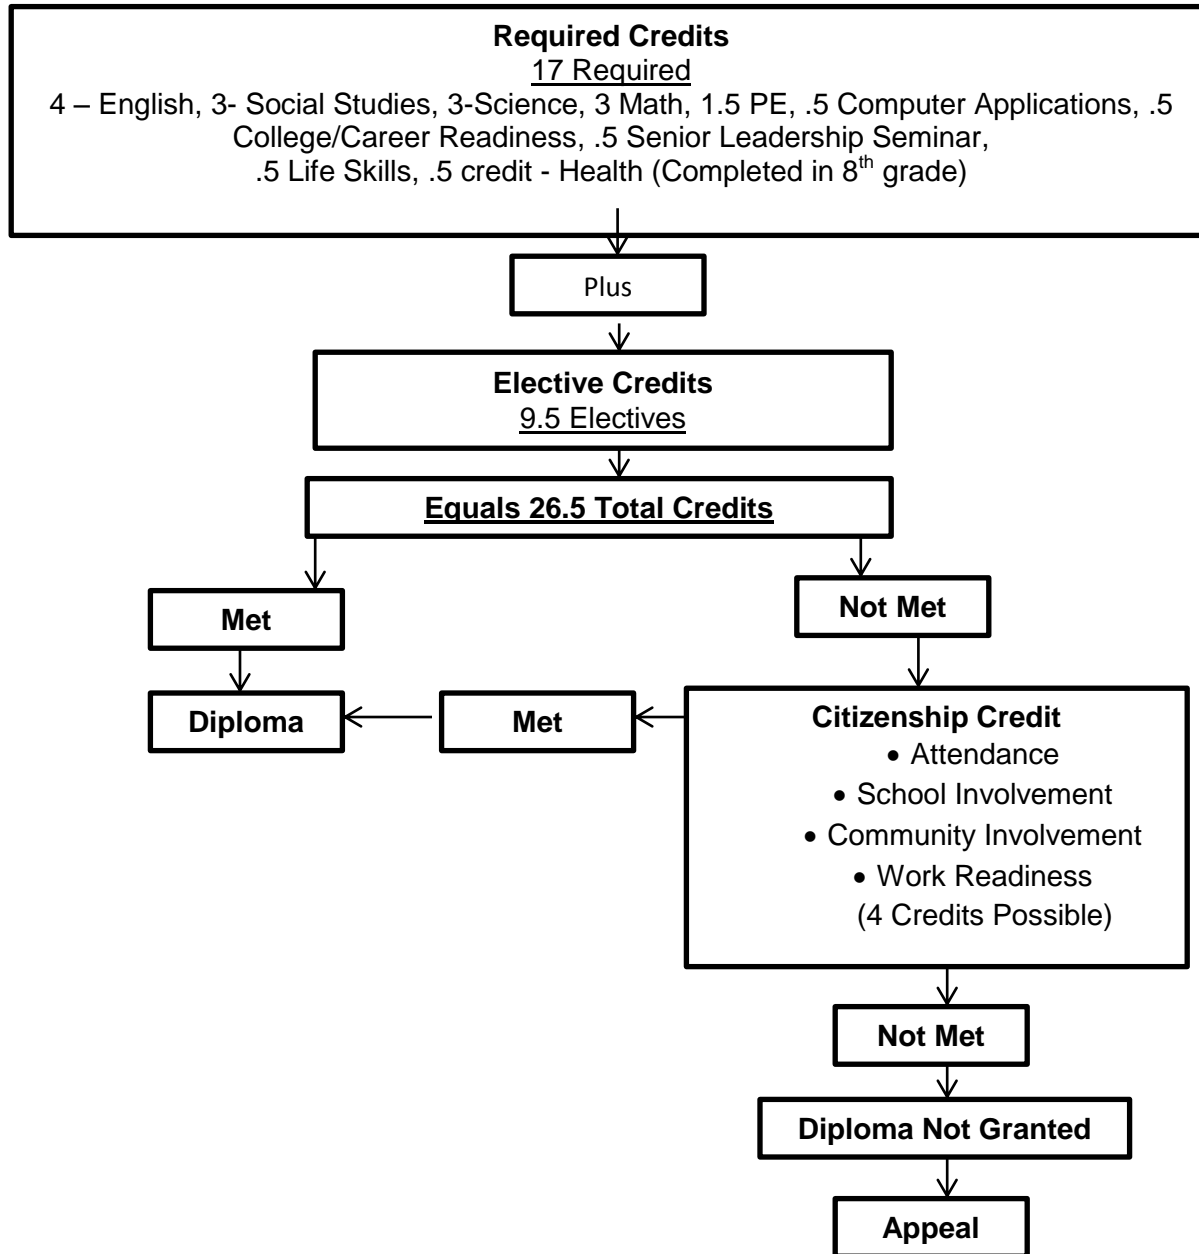 Required Credits
17 Required
4 – English, 3- Social Studies, 3-Science, 3 Math, 1.5 PE, .5 Computer Applications, .5
College/Career Readiness, .5 Senior Leadership Seminar,
.5 Life Skills, .5 credit - Health (Completed in 8th grade)
Plus
Elective Credits
9.5 Electives
Equals 26.5 Total Credits
Met
Not Met
Diploma
Met
Citizenship Credit
• Attendance
• School Involvement
• Community Involvement
• Work Readiness
(4 Credits Possible)
Not Met
Diploma Not Granted
Appeal